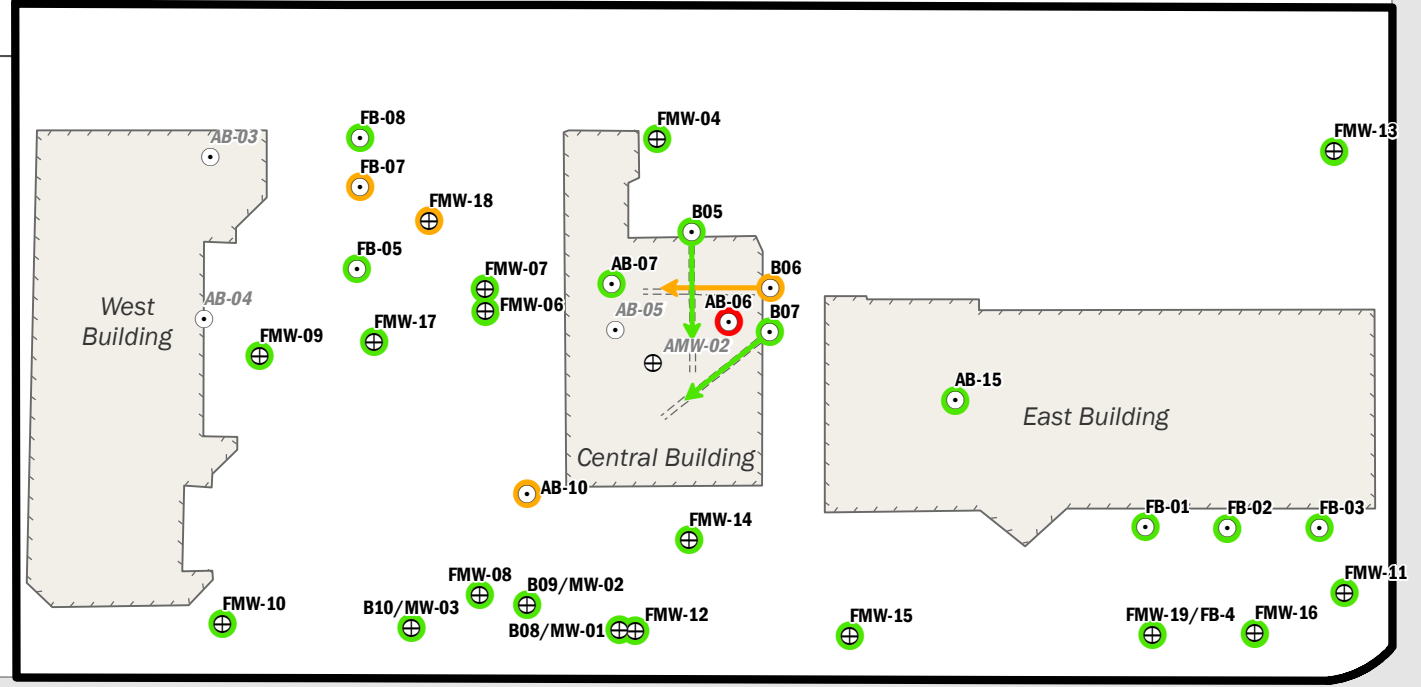 FB-08
FMW-04
FMW-13
AB-03
FB-07
FMW-18
B05
FB-05
FMW-07
AB-07
B06
AB-04
FMW-06
AB-05
AB-06
B07
West
Building
FMW-09
FMW-17
AMW-02
AB-15
East Building
Central Building
AB-10
FB-01
FB-02
FB-03
FMW-14
FMW-08
B09/MW-02
FMW-11
FMW-10
B10/MW-03
B08/MW-01
FMW-12
FMW-15
FMW-19/FB-4
FMW-16